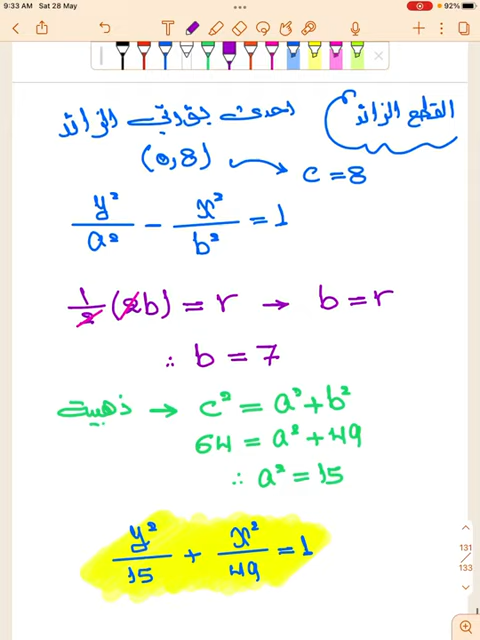 9:33 AM Sat 28 May
92%
القطع الزائد
احدى بؤرتي الزائد
(0,8) → c = 8
y²/a² - x²/b² = 1
1/2 (2b) = r → b = r
∴ b = 7
ذهبية → c² = a² + b²
64 = a² + 49
∴ a² = 15
y²/15 + x²/49 = 1
131
133